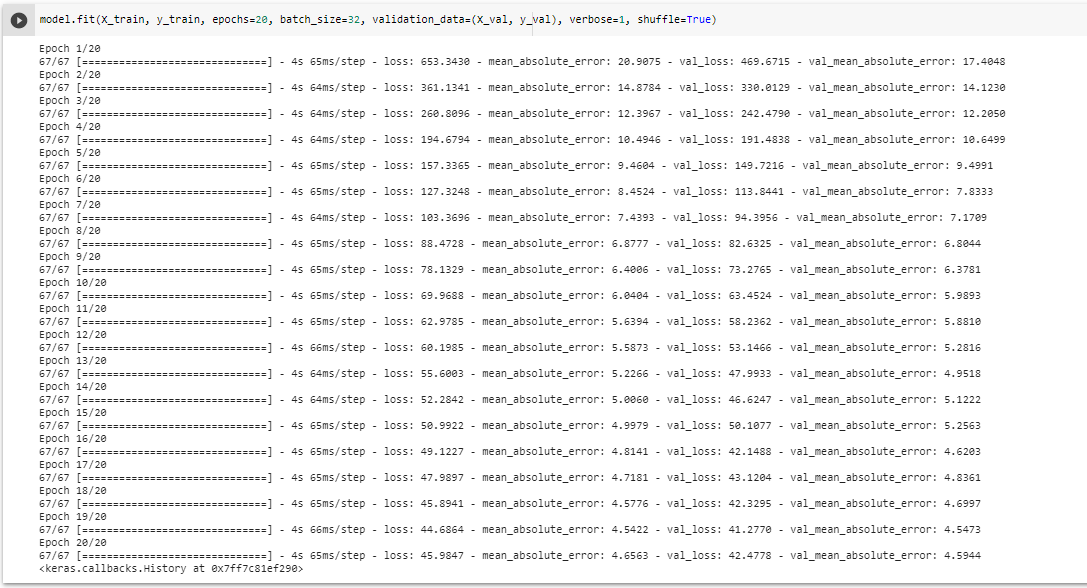 model.fit(X_train, y_train, epochs=20, batch_size=32, validation_data=(X_val, y_val), verbose=1, shuffle=True)
Epoch 1/20
67/67 [==============================] - 4s 65ms/step - loss: 653.3430 - mean_absolute_error: 20.9075 - val_loss: 469.6715 - val_mean_absolute_error: 17.4048
Epoch 2/20
67/67 [==============================] - 4s 64ms/step - loss: 361.1341 - mean_absolute_error: 14.8784 - val_loss: 330.0129 - val_mean_absolute_error: 14.1230
Epoch 3/20
67/67 [==============================] - 4s 64ms/step - loss: 260.8096 - mean_absolute_error: 12.3967 - val_loss: 242.4790 - val_mean_absolute_error: 12.2050
Epoch 4/20
67/67 [==============================] - 4s 64ms/step - loss: 194.6794 - mean_absolute_error: 10.4946 - val_loss: 191.4838 - val_mean_absolute_error: 10.6499
Epoch 5/20
67/67 [==============================] - 4s 65ms/step - loss: 157.3365 - mean_absolute_error: 9.4604 - val_loss: 149.7216 - val_mean_absolute_error: 9.4991
Epoch 6/20
67/67 [==============================] - 4s 65ms/step - loss: 127.3248 - mean_absolute_error: 8.4524 - val_loss: 113.8441 - val_mean_absolute_error: 7.8333
Epoch 7/20
67/67 [==============================] - 4s 64ms/step - loss: 103.3696 - mean_absolute_error: 7.4393 - val_loss: 94.3956 - val_mean_absolute_error: 7.1709
Epoch 8/20
67/67 [==============================] - 4s 65ms/step - loss: 88.4728 - mean_absolute_error: 6.8777 - val_loss: 82.6325 - val_mean_absolute_error: 6.8044
Epoch 9/20
67/67 [==============================] - 4s 65ms/step - loss: 78.1329 - mean_absolute_error: 6.4006 - val_loss: 73.2765 - val_mean_absolute_error: 6.3781
Epoch 10/20
67/67 [==============================] - 4s 65ms/step - loss: 69.9688 - mean_absolute_error: 6.0404 - val_loss: 63.4524 - val_mean_absolute_error: 5.9893
Epoch 11/20
67/67 [==============================] - 4s 65ms/step - loss: 62.9785 - mean_absolute_error: 5.6394 - val_loss: 58.2362 - val_mean_absolute_error: 5.8810
Epoch 12/20
67/67 [==============================] - 4s 66ms/step - loss: 60.1985 - mean_absolute_error: 5.5873 - val_loss: 53.1466 - val_mean_absolute_error: 5.2816
Epoch 13/20
67/67 [==============================] - 4s 64ms/step - loss: 55.6003 - mean_absolute_error: 5.2266 - val_loss: 47.9933 - val_mean_absolute_error: 4.9518
Epoch 14/20
67/67 [==============================] - 4s 64ms/step - loss: 52.2842 - mean_absolute_error: 5.0060 - val_loss: 46.6247 - val_mean_absolute_error: 5.1222
Epoch 15/20
67/67 [==============================] - 4s 65ms/step - loss: 50.9922 - mean_absolute_error: 4.9979 - val_loss: 50.1077 - val_mean_absolute_error: 5.2563
Epoch 16/20
67/67 [==============================] - 4s 65ms/step - loss: 49.1227 - mean_absolute_error: 4.8141 - val_loss: 42.1488 - val_mean_absolute_error: 4.6203
Epoch 17/20
67/67 [==============================] - 4s 65ms/step - loss: 47.9897 - mean_absolute_error: 4.7181 - val_loss: 43.1204 - val_mean_absolute_error: 4.8361
Epoch 18/20
67/67 [==============================] - 4s 65ms/step - loss: 45.8941 - mean_absolute_error: 4.5776 - val_loss: 42.3295 - val_mean_absolute_error: 4.6997
Epoch 19/20
67/67 [==============================] - 4s 66ms/step - loss: 44.6864 - mean_absolute_error: 4.5422 - val_loss: 41.2770 - val_mean_absolute_error: 4.5473
Epoch 20/20
67/67 [==============================] - 4s 65ms/step - loss: 45.9847 - mean_absolute_error: 4.6563 - val_loss: 42.4778 - val_mean_absolute_error: 4.5944
<keras.callbacks.History at 0x7ff7c81ef290>